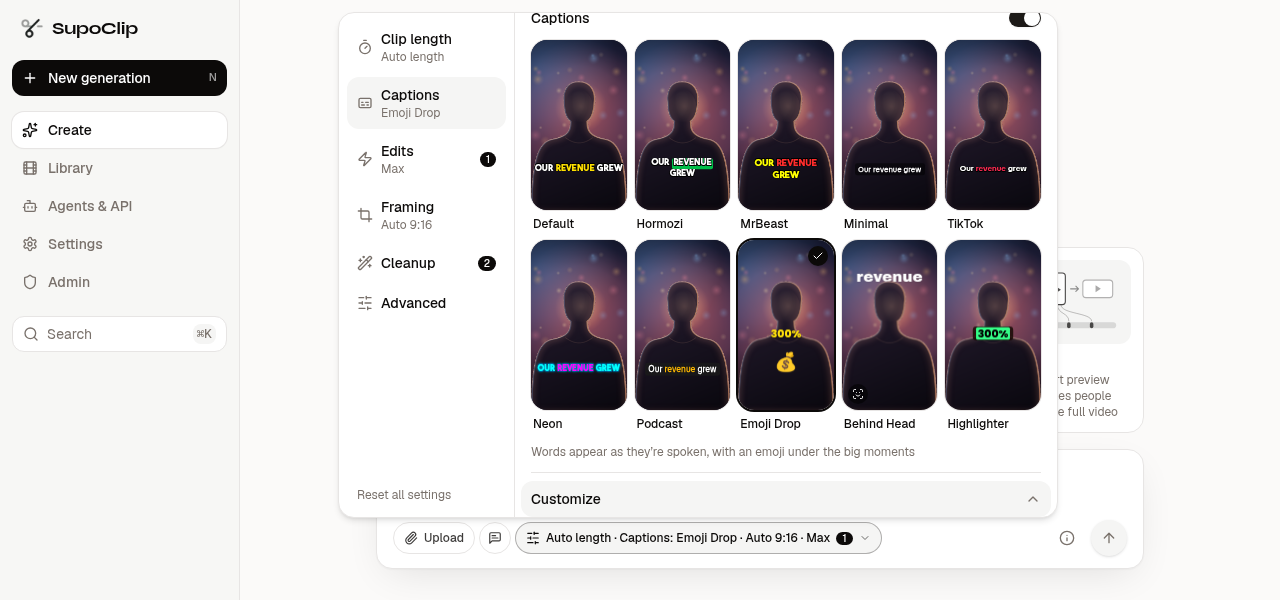 SupoClip
New generation N
Create
Library
Agents & API
Settings
Admin
Search ⌘K
Clip length
Auto length
Captions
Emoji Drop
Edits 1
Max
Framing
Auto 9:16
Cleanup 2
Advanced
Reset all settings
Captions
OUR REVENUE GREW
Default
OUR REVENUE
GREW
Hormozi
OUR REVENUE
GREW
MrBeast
Our revenue grew
Minimal
Our revenue grew
TikTok
OUR REVENUE GREW
Neon
Our revenue grew
Podcast
300%
💰
Emoji Drop
revenue
Behind Head
300%
Highlighter
Words appear as they're spoken, with an emoji under the big moments
Customize
preview
people
full video
Upload
Auto length · Captions: Emoji Drop · Auto 9:16 · Max 1